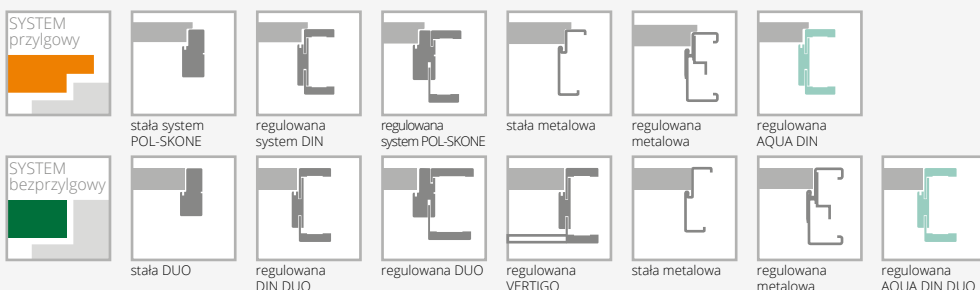 SYSTEM
przylgowy
stała system
POL-SKONE
regulowana
system DIN
regulowana
system POL-SKONE
stała metalowa
regulowana
metalowa
regulowana
AQUA DIN
SYSTEM
bezprzylgowy
stała DUO
regulowana
DIN DUO
regulowana DUO
regulowana
VERTIGO
stała metalowa
regulowana
metalowa
regulowana
AQUA DIN DUO